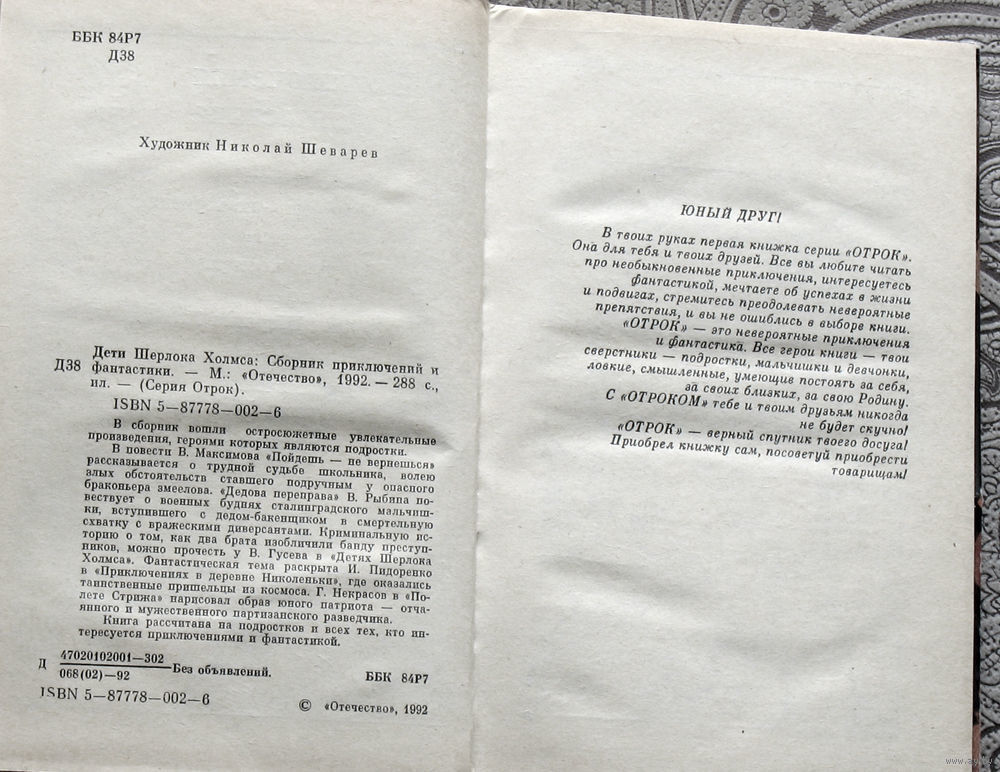 ББК 84Р7
Д38
Художник Николай Шеварев
Дети Шерлока Холмса: Сборник приключений и
Д38 фантастики. — М.: «Отечество», 1992. — 288 с.,
ил. — (Серия Отрок).
ISBN 5—87778—002—6
В сборник вошли остросюжетные увлекательные
произведения, героями которых являются подростки.
В повести В. Максимова «Пойдешь — не вернешься»
рассказывается о трудной судьбе школьника, волею
злых обстоятельств ставшего подручным у опасного
браконьера змеелова. «Дедова переправа» В. Рыбина по-
вествует о военных буднях сталинградского мальчиш-
ки, вступившего с дедом-бакенщиком в смертельную
схватку с вражескими диверсантами. Криминальную ис-
торию о том, как два брата изобличили банду преступ-
ников, можно прочесть у В. Гусева в «Детях Шерлока
Холмса». Фантастическая тема раскрыта И. Пидоренко
в «Приключениях в деревне Николеньки», где оказались
таинственные пришельцы из космоса. Г. Некрасов в «По-
лете Стрижа» нарисовал образ юного патриота — отча-
янного и мужественного партизанского разведчика.
Книга рассчитана на подростков и всех тех, кто ин-
тересуется приключениями и фантастикой.
Д 47020102001—302
068(02)—92 Без объявлений.
ББК 84Р7
ISBN 5—87778—002—6
© «Отечество», 1992
ЮНЫЙ ДРУГ!
В твоих руках первая книжка серии «ОТРОК».
Она для тебя и твоих друзей. Все вы любите читать
про необыкновенные приключения, интересуетесь
фантастикой, мечтаете об успехах в жизни
и подвигах, стремитесь преодолевать невероятные
препятствия, и вы не ошиблись в выборе книги.
«ОТРОК» — это невероятные приключения
и фантастика. Все герои книги — твои
сверстники — подростки, мальчишки и девчонки,
ловкие, смышленные, умеющие постоять за себя,
за своих близких, за свою Родину.
С «ОТРОКОМ» тебе и твоим друзьям никогда
не будет скучно!
«ОТРОК» — верный спутник твоего досуга!
Приобрел книжку сам, посоветуй приобрести
товарищам!